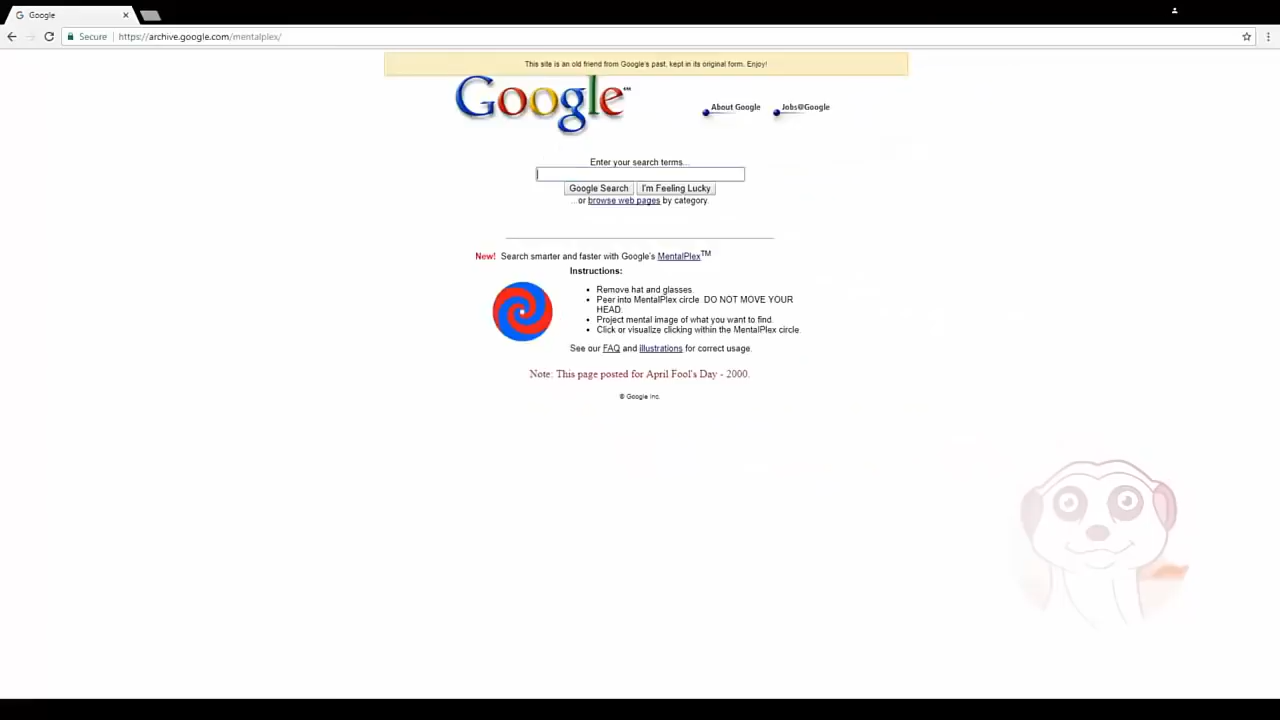 Google
Secure https://archive.google.com/mentalplex/
This site is an old friend from Google's past, kept in its original form. Enjoy!
Google™
About Google Jobs@Google
Enter your search terms...
Google Search I'm Feeling Lucky
...or browse web pages by category.
New! Search smarter and faster with Google's MentalPlex™
Instructions:
Remove hat and glasses.
Peer into MentalPlex circle. DO NOT MOVE YOUR
HEAD.
Project mental image of what you want to find.
Click or visualize clicking within the MentalPlex circle.
See our FAQ and illustrations for correct usage.
Note: This page posted for April Fool's Day - 2000.
© Google Inc.